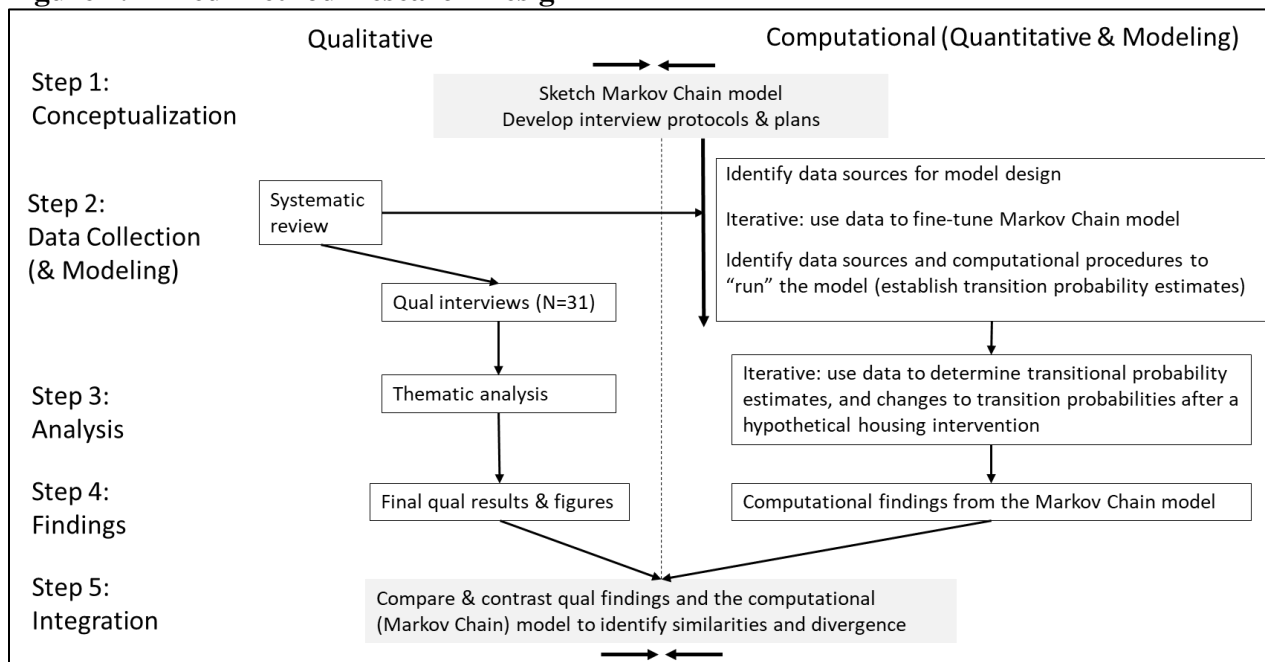 Qualitative
Computational (Quantitative & Modeling)
Step 1:
Conceptualization
Sketch Markov Chain model
Develop interview protocols & plans
Step 2:
Data Collection
(& Modeling)
Systematic
review
Qual interviews (N=31)
Identify data sources for model design
Iterative: use data to fine-tune Markov Chain model
Identify data sources and computational procedures to
“run” the model (establish transition probability estimates)
Step 3:
Analysis
Thematic analysis
Iterative: use data to determine transitional probability
estimates, and changes to transition probabilities after a
hypothetical housing intervention
Step 4:
Findings
Final qual results & figures
Computational findings from the Markov Chain model
Step 5:
Integration
Compare & contrast qual findings and the computational
(Markov Chain) model to identify similarities and divergence